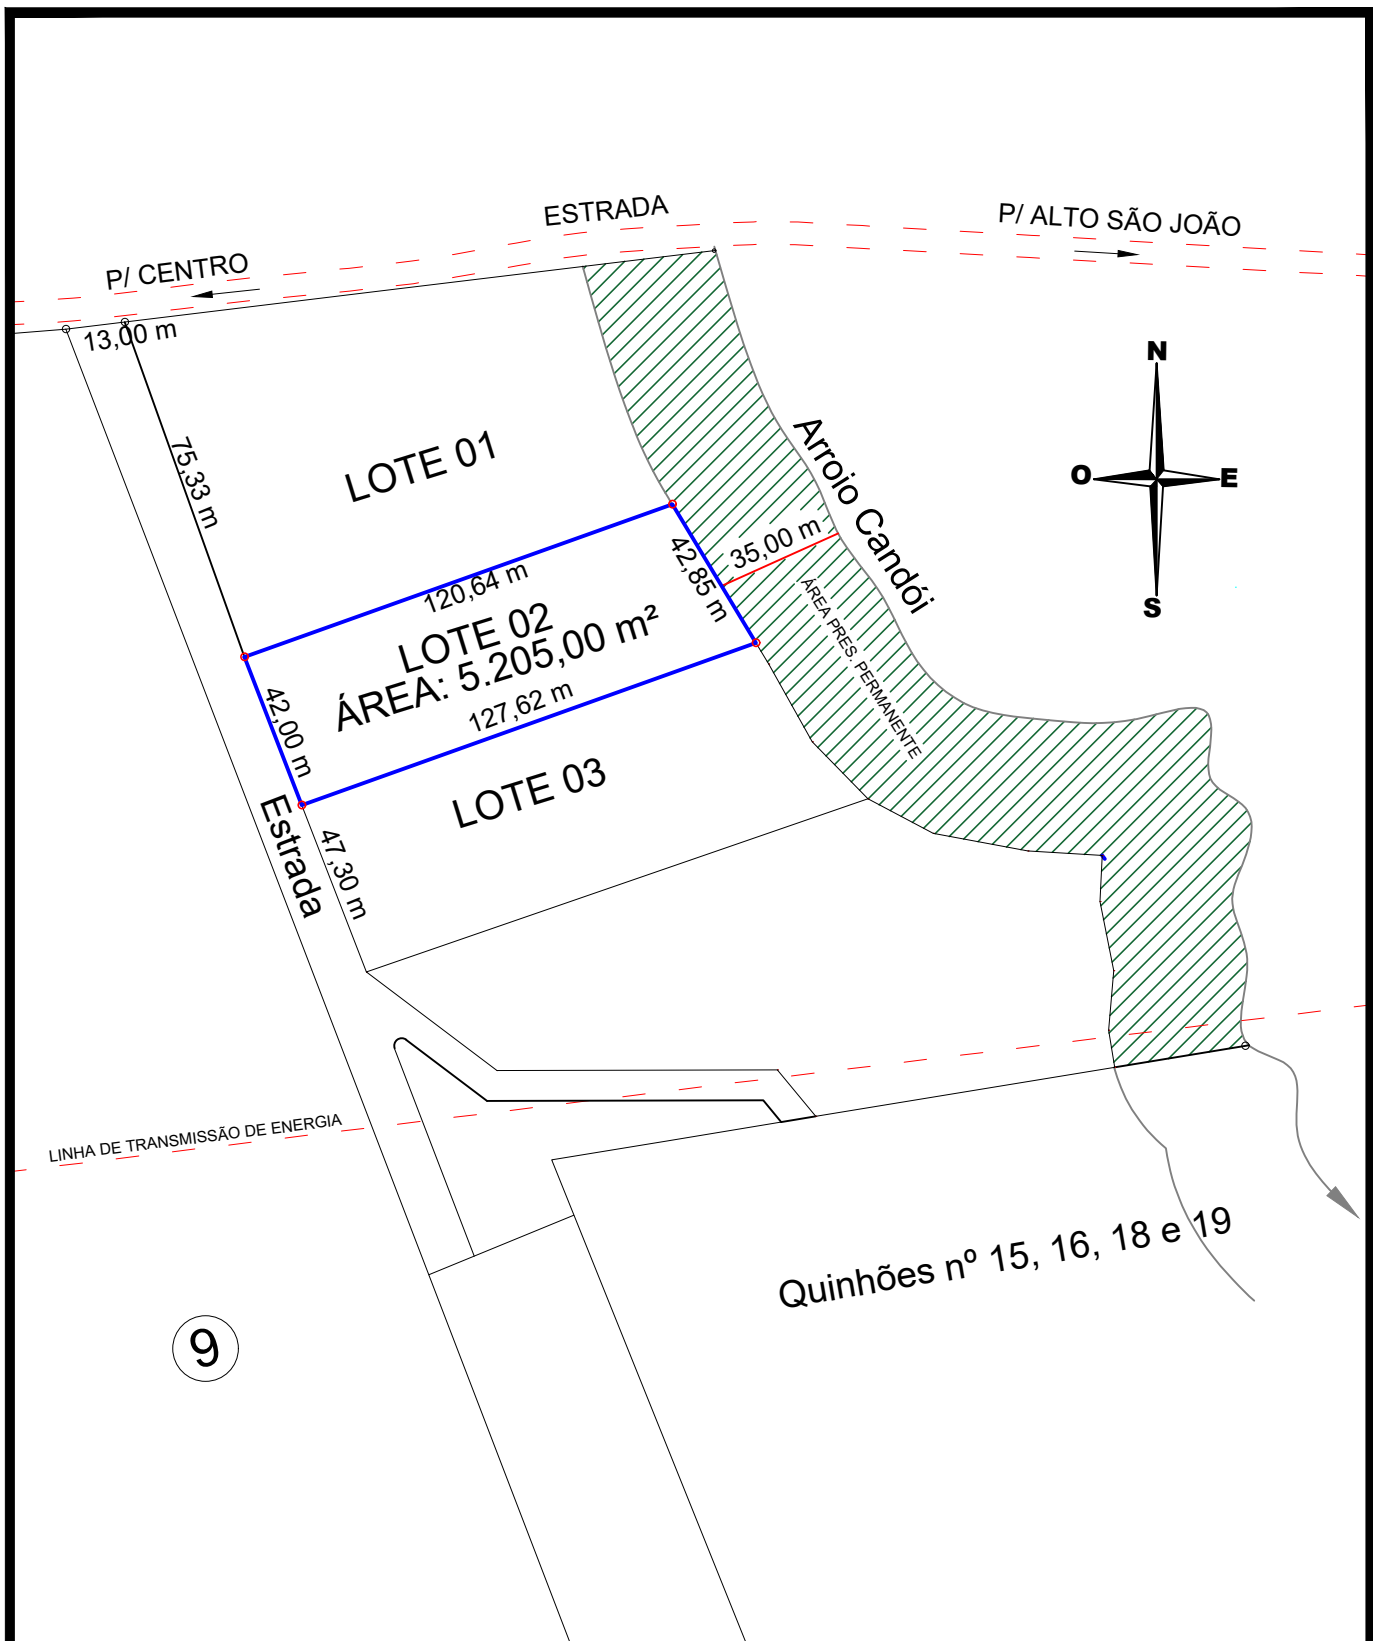 ESTRADA
P/ ALTO SÃO JOÃO
P/ CENTRO
13,00 m
N
O
E
S
75,33 m
LOTE 01
Arroio Candói
35,00 m
42,85 m
120,64 m
LOTE 02
ÁREA: 5.205,00 m²
127,62 m
42,00 m
ÁREA PRES. PERMANENTE
LOTE 03
Estrada
47,30 m
LINHA DE TRANSMISSÃO DE ENERGIA
Quinhões nº 15, 16, 18 e 19
9